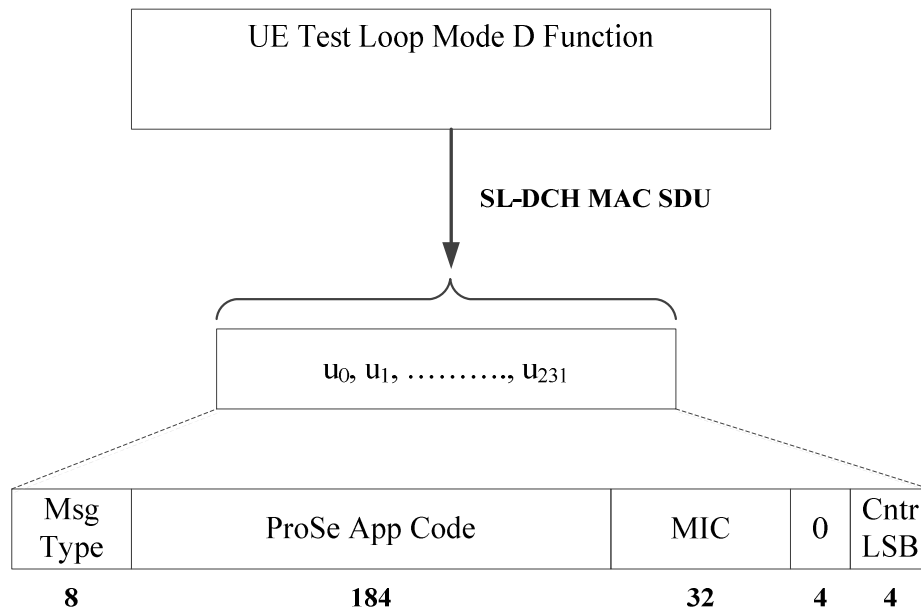 UE Test Loop Mode D Function
SL-DCH MAC SDU
u₀, u₁, ………., u₂₃₁
Msg Type
ProSe App Code
MIC
0
Cntr LSB
8
184
32
4
4